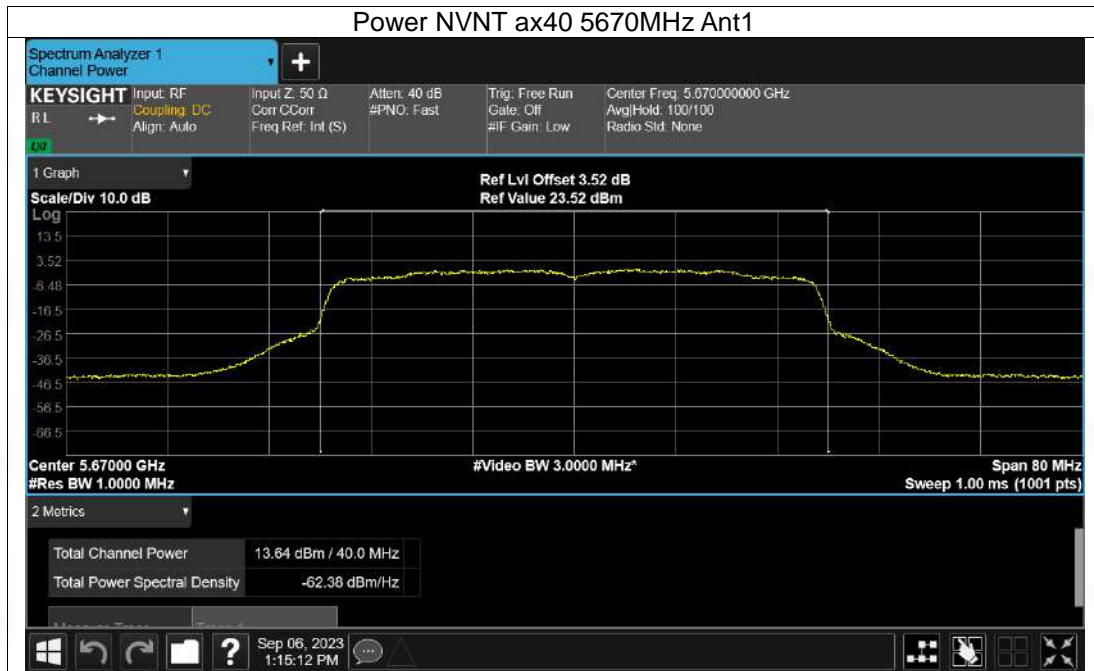 Power NVNT ax40 5670MHz Ant1
Spectrum Analyzer 1
Channel Power
KEYSIGHT
R L
LXI
Input: RF
Coupling: DC
Align: Auto
Input Z: 50 Ω
Corr CCorr
Freq Ref: Int (S)
Atten: 40 dB
#PNO: Fast
Trig: Free Run
Gate: Off
#IF Gain: Low
Center Freq: 5.670000000 GHz
Avg|Hold: 100/100
Radio Std: None
1 Graph
Scale/Div 10.0 dB
Ref Lvl Offset 3.52 dB
Ref Value 23.52 dBm
Log
13.5
3.52
-6.48
-16.5
-26.5
-36.5
-46.5
-56.5
-66.5
Center 5.67000 GHz
#Video BW 3.0000 MHz*
Span 80 MHz
#Res BW 1.0000 MHz
Sweep 1.00 ms (1001 pts)
2 Metrics
Total Channel Power 13.64 dBm / 40.0 MHz
Total Power Spectral Density -62.38 dBm/Hz
Sep 06, 2023
1:15:12 PM